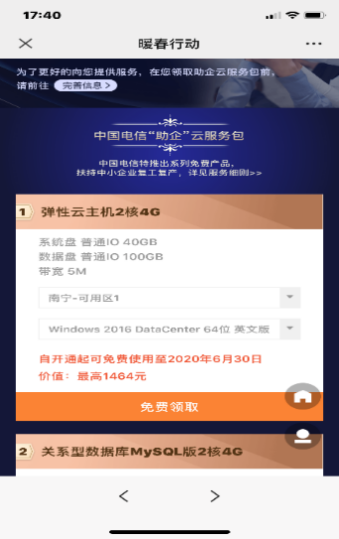 17:40
暖春行动
为了更好的向您提供服务，在您领取助企云服务包前，
请前往 完善信息 >
中国电信“助企”云服务包
中国电信特推出系列免费产品，
扶持中小企业复工复产，详见服务细则>>
1 弹性云主机2核4G
系统盘 普通IO 40GB
数据盘 普通IO 100GB
带宽 5M
南宁-可用区1
Windows 2016 DataCenter 64位 英文版
自开通起可免费使用至2020年6月30日
价值：最高1464元
免费领取
2 关系型数据库MySQL版2核4G